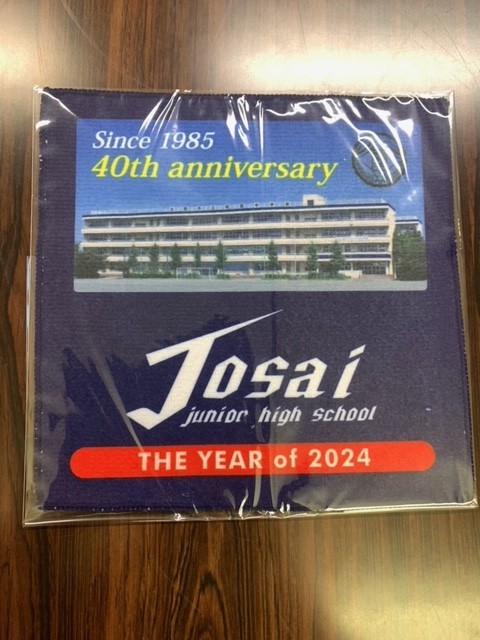 Since 1985
40th anniversary
Josai
junior high school
THE YEAR of 2024